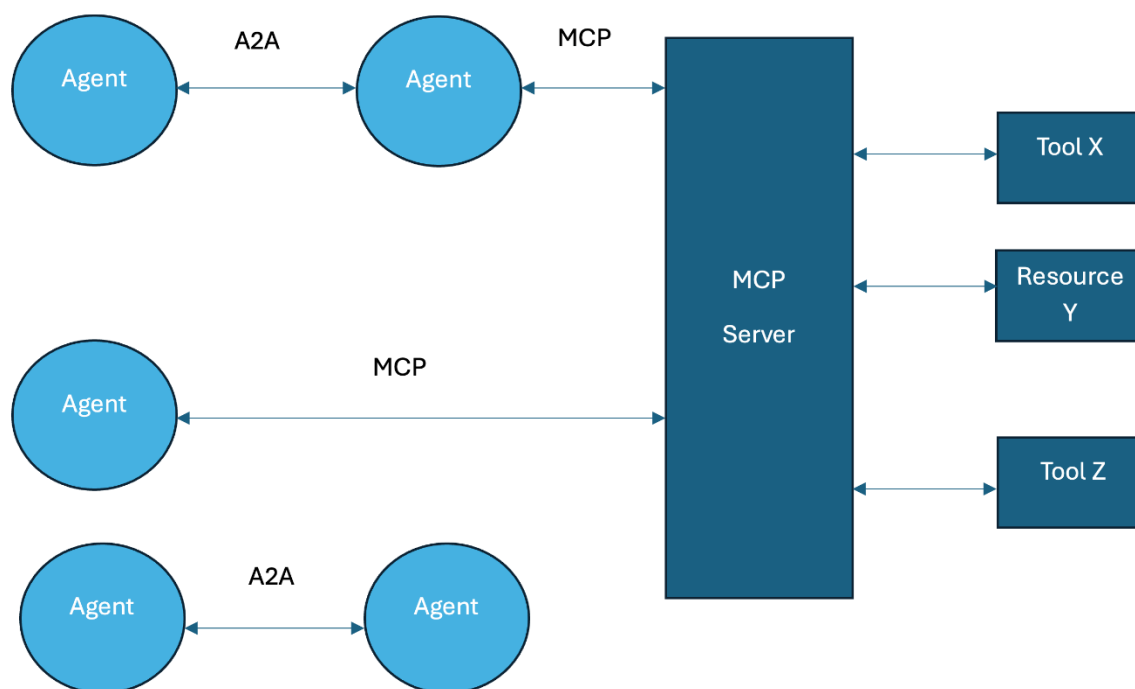 A2A
MCP
Agent
Agent
Tool X
MCP
Server
Resource
Y
MCP
Agent
Tool Z
A2A
Agent
Agent